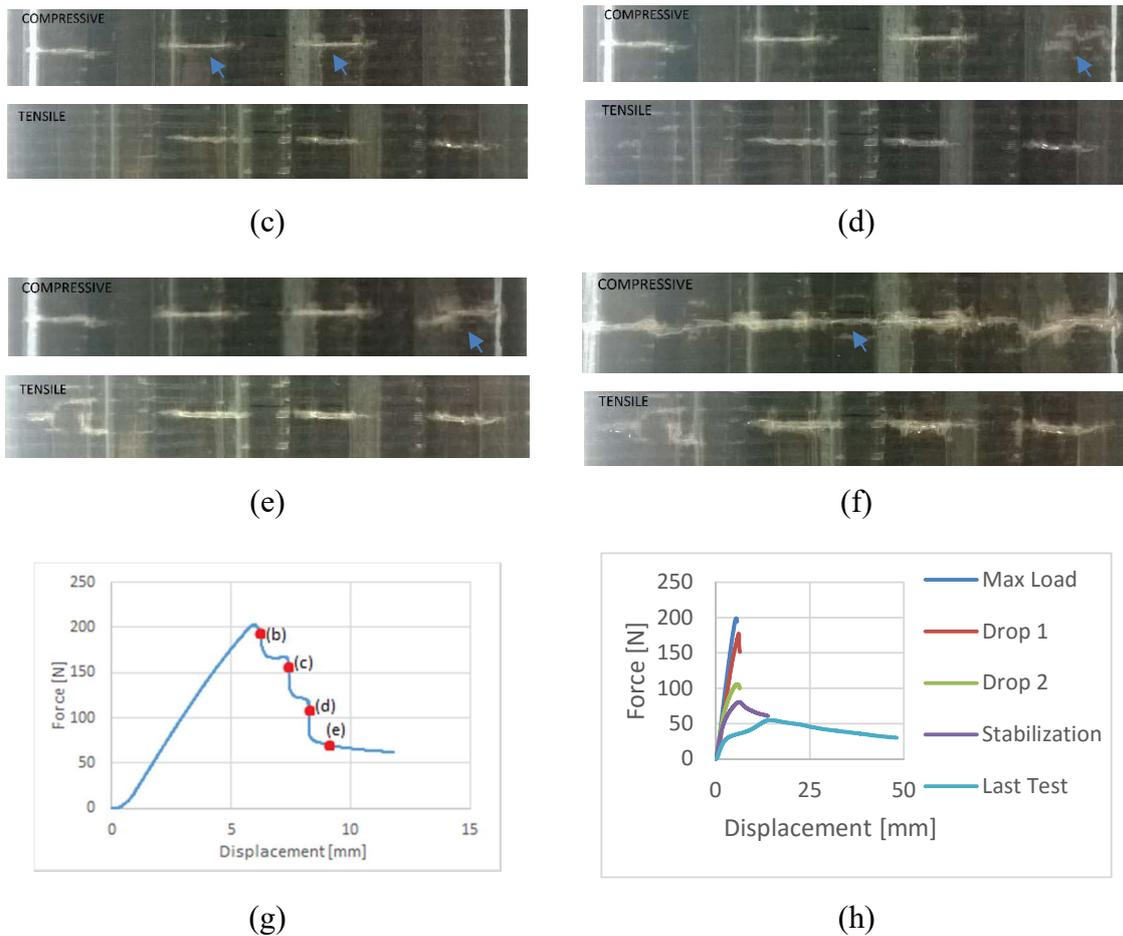 COMPRESSIVE
TENSILE
(c)
COMPRESSIVE
TENSILE
(d)
COMPRESSIVE
TENSILE
(e)
COMPRESSIVE
TENSILE
(f)
250
200
150
100
50
0
Force [N]
(b)
(c)
(d)
(e)
0 5 10 15
Displacement [mm]
(g)
250
200
150
100
50
0
Force [N]
0 25 50
Displacement [mm]
Max Load
Drop 1
Drop 2
Stabilization
Last Test
(h)